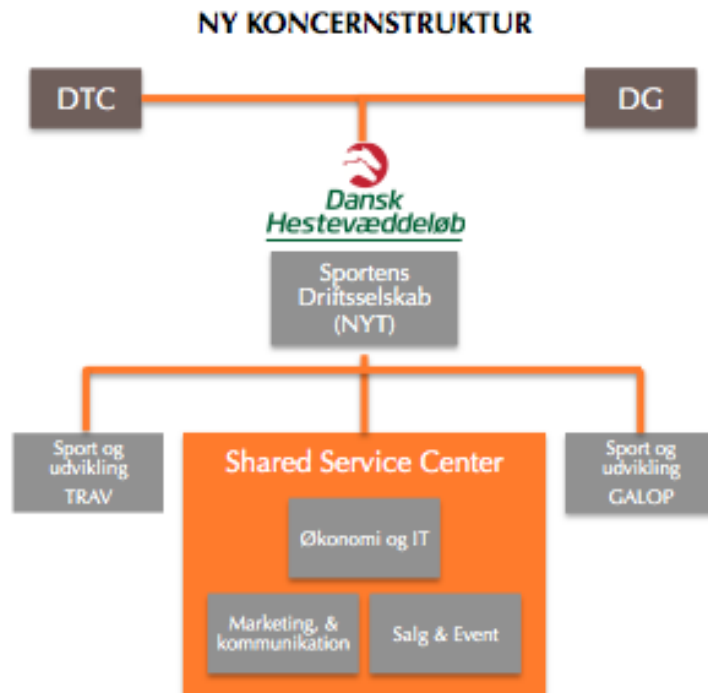 NY KONCERNSTRUKTUR
DTC
DG
Dansk
Hestevæddeløb
Sportens
Driftsselskab
(NYT)
Sport og
udvikling
TRAV
Shared Service Center
Sport og
udvikling
GALOP
Økonomi og IT
Marketing, &
kommunikation
Salg & Event